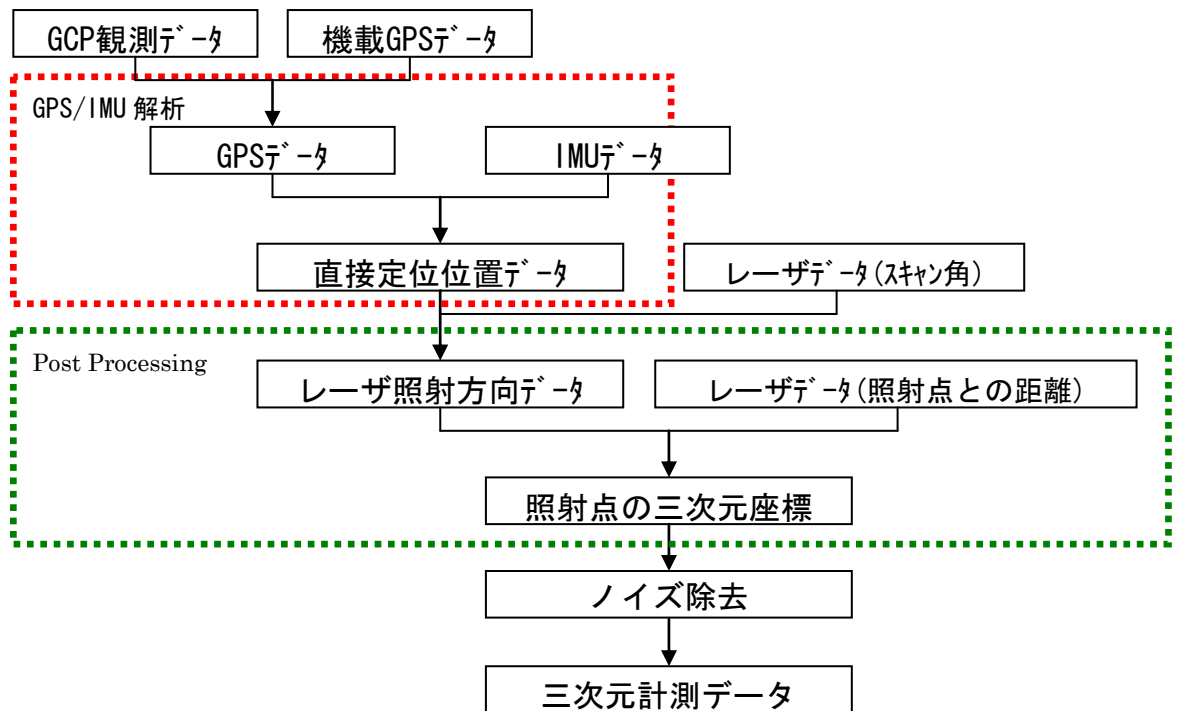 GCP観測ﾃﾞｰﾀ
機載GPSﾃﾞｰﾀ
GPS/IMU 解析
GPSﾃﾞｰﾀ
IMUﾃﾞｰﾀ
直接定位位置ﾃﾞｰﾀ
レーザﾃﾞｰﾀ(ｽｷｬﾝ角)
Post Processing
レーザ照射方向ﾃﾞｰﾀ
レーザﾃﾞｰﾀ(照射点との距離)
照射点の三次元座標
ノイズ除去
三次元計測データ